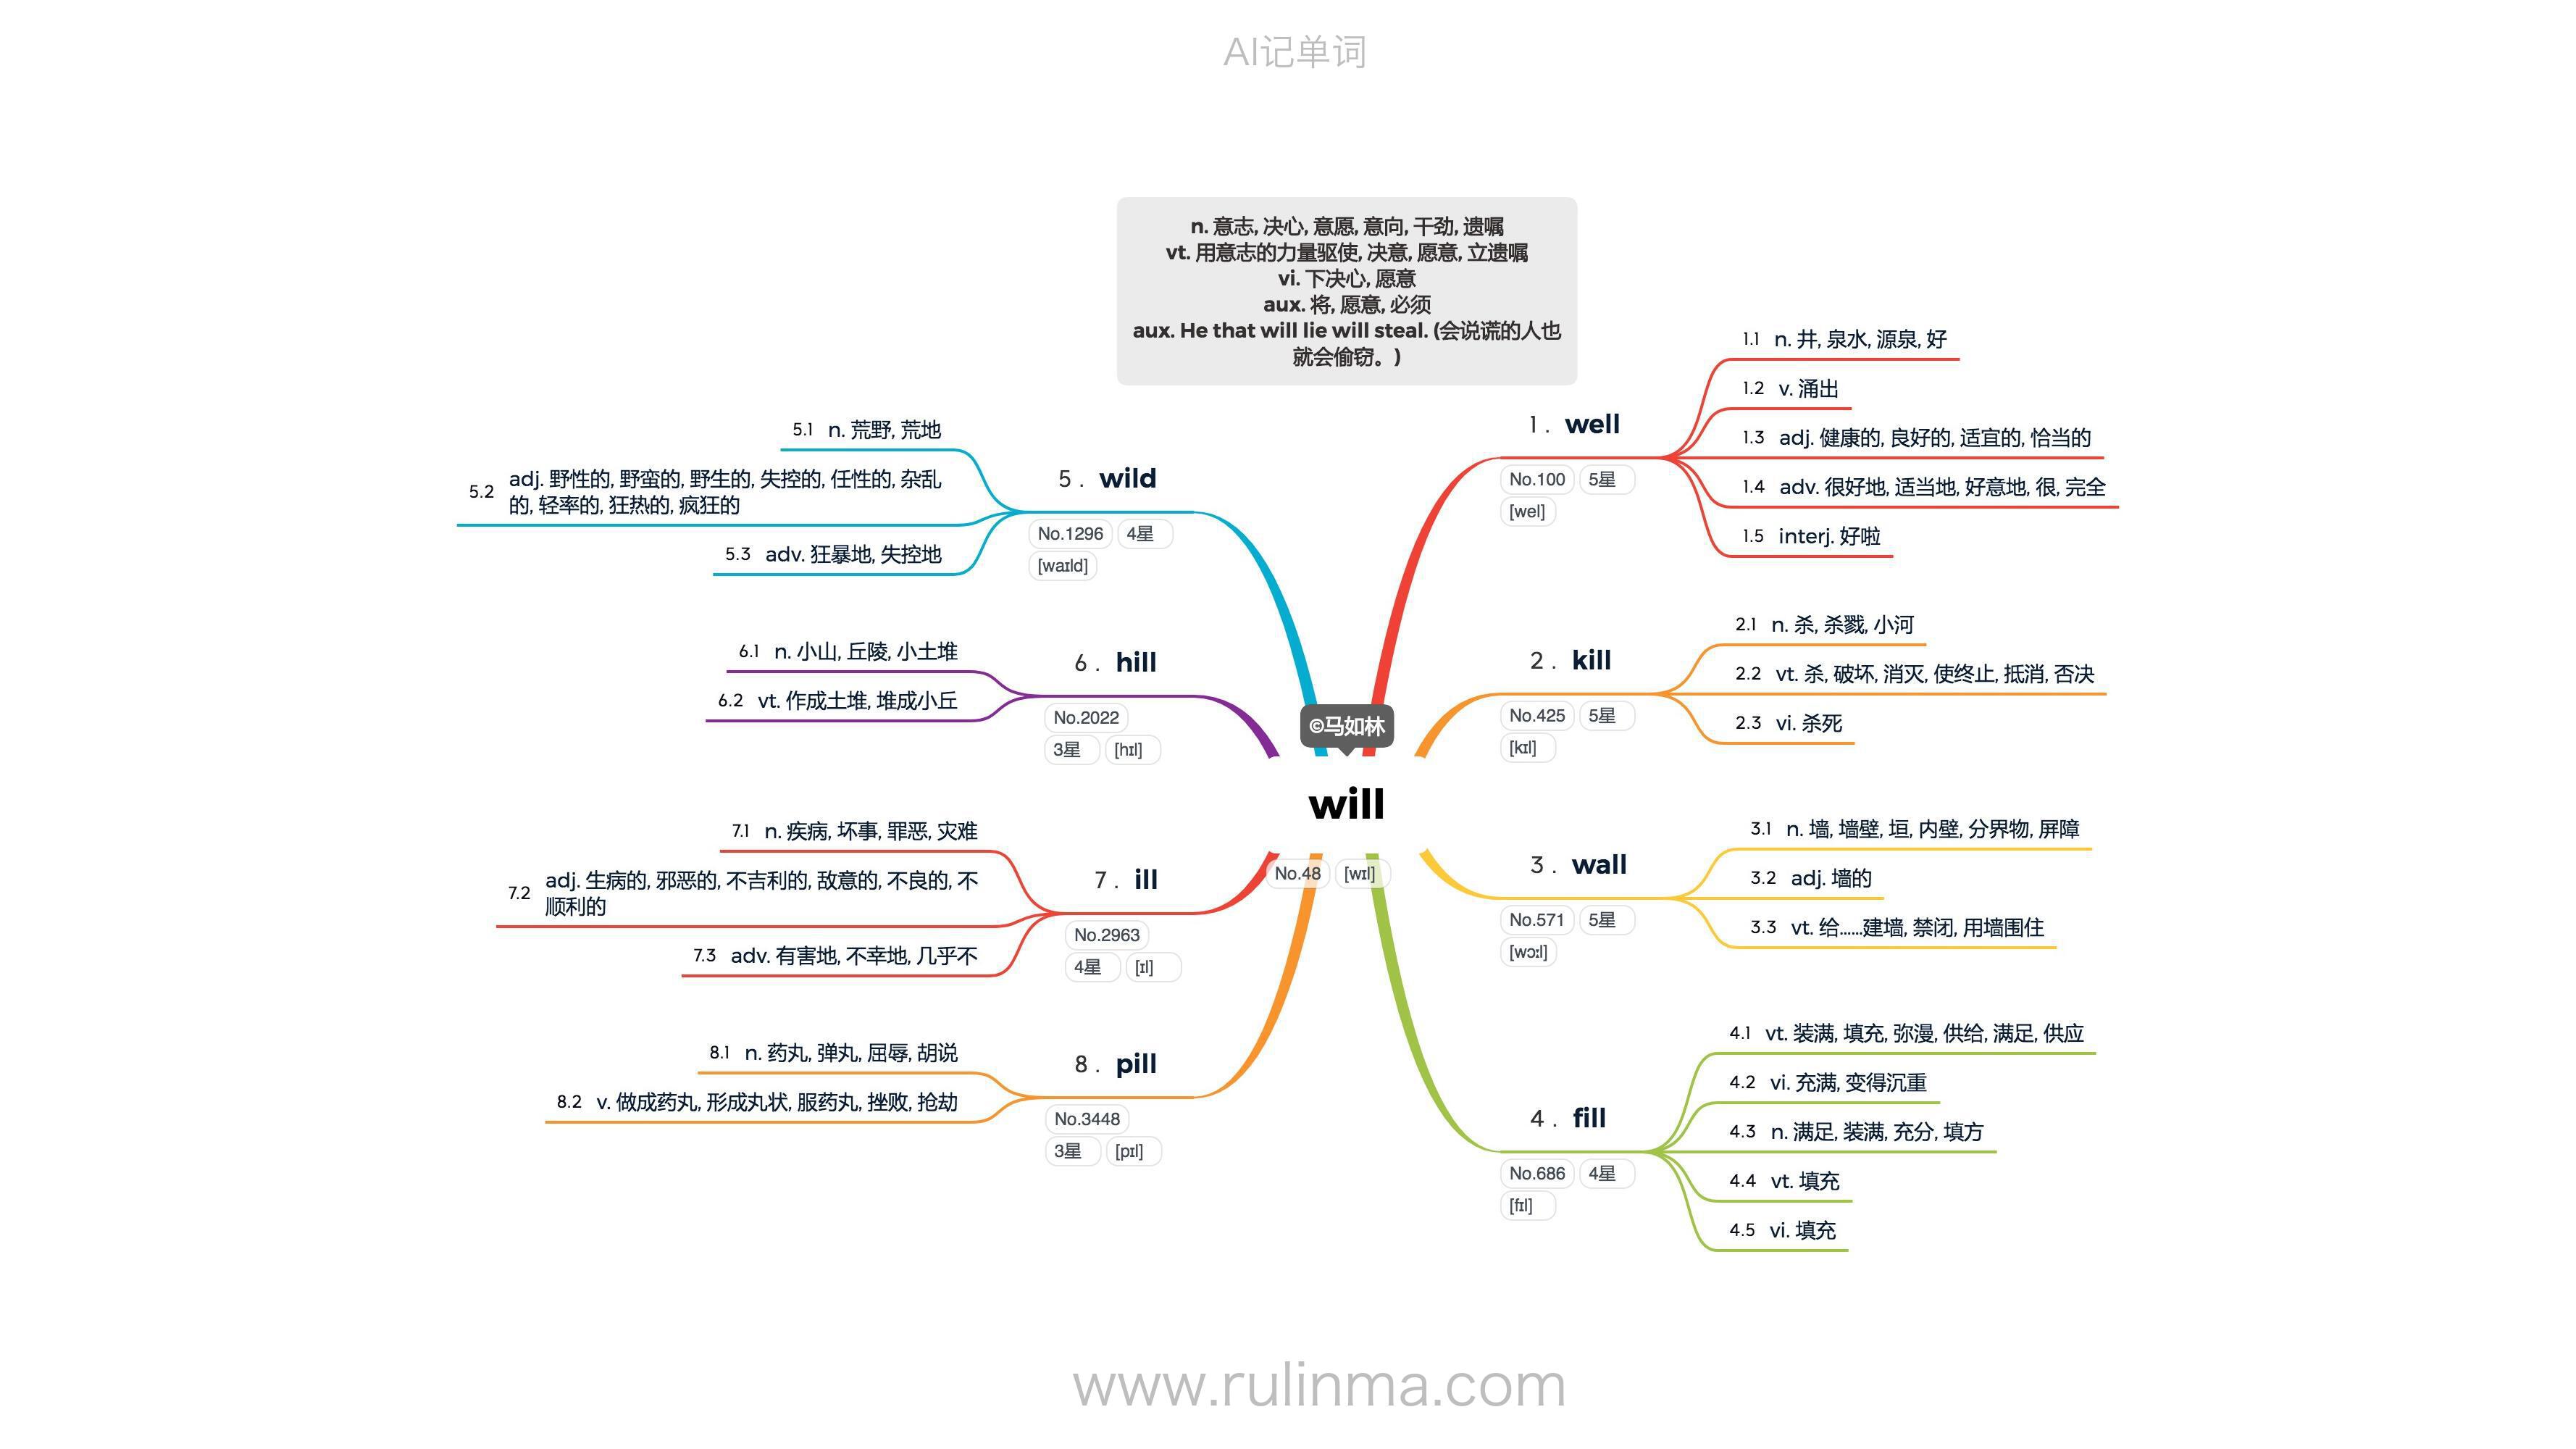 AI记单词
n. 意志, 决心, 意愿, 意向, 干劲, 遗嘱
vt. 用意志的力量驱使, 决意, 愿意, 立遗嘱
vi. 下决心, 愿意
aux. 将, 愿意, 必须
aux. He that will lie will steal. (会说谎的人也
就会偷窃。)
©马如林
will
No.48 [wɪl]
1. well
No.100 5星
[wel]
1.1 n. 井, 泉水, 源泉, 好
1.2 v. 涌出
1.3 adj. 健康的, 良好的, 适宜的, 恰当的
1.4 adv. 很好地, 适当地, 好意地, 很, 完全
1.5 interj. 好啦
2. kill
No.425 5星
[kɪl]
2.1 n. 杀, 杀戮, 小河
2.2 vt. 杀, 破坏, 消灭, 使终止, 抵消, 否决
2.3 vi. 杀死
3. wall
No.571 5星
[wɔːl]
3.1 n. 墙, 墙壁, 垣, 内壁, 分界物, 屏障
3.2 adj. 墙的
3.3 vt. 给……建墙, 禁闭, 用墙围住
4. fill
No.686 4星
[fɪl]
4.1 vt. 装满, 填充, 弥漫, 供给, 满足, 供应
4.2 vi. 充满, 变得沉重
4.3 n. 满足, 装满, 充分, 填方
4.4 vt. 填充
4.5 vi. 填充
5. wild
No.1296 4星
[waɪld]
5.1 n. 荒野, 荒地
5.2 adj. 野性的, 野蛮的, 野生的, 失控的, 任性的, 杂乱
的, 轻率的, 狂热的, 疯狂的
5.3 adv. 狂暴地, 失控地
6. hill
No.2022
3星 [hɪl]
6.1 n. 小山, 丘陵, 小土堆
6.2 vt. 作成土堆, 堆成小丘
7. ill
No.2963
4星 [ɪl]
7.1 n. 疾病, 坏事, 罪恶, 灾难
7.2 adj. 生病的, 邪恶的, 不吉利的, 敌意的, 不良的, 不
顺利的
7.3 adv. 有害地, 不幸地, 几乎不
8. pill
No.3448
3星 [pɪl]
8.1 n. 药丸, 弹丸, 屈辱, 胡说
8.2 v. 做成药丸, 形成丸状, 服药丸, 挫败, 抢劫
www.rulinma.com